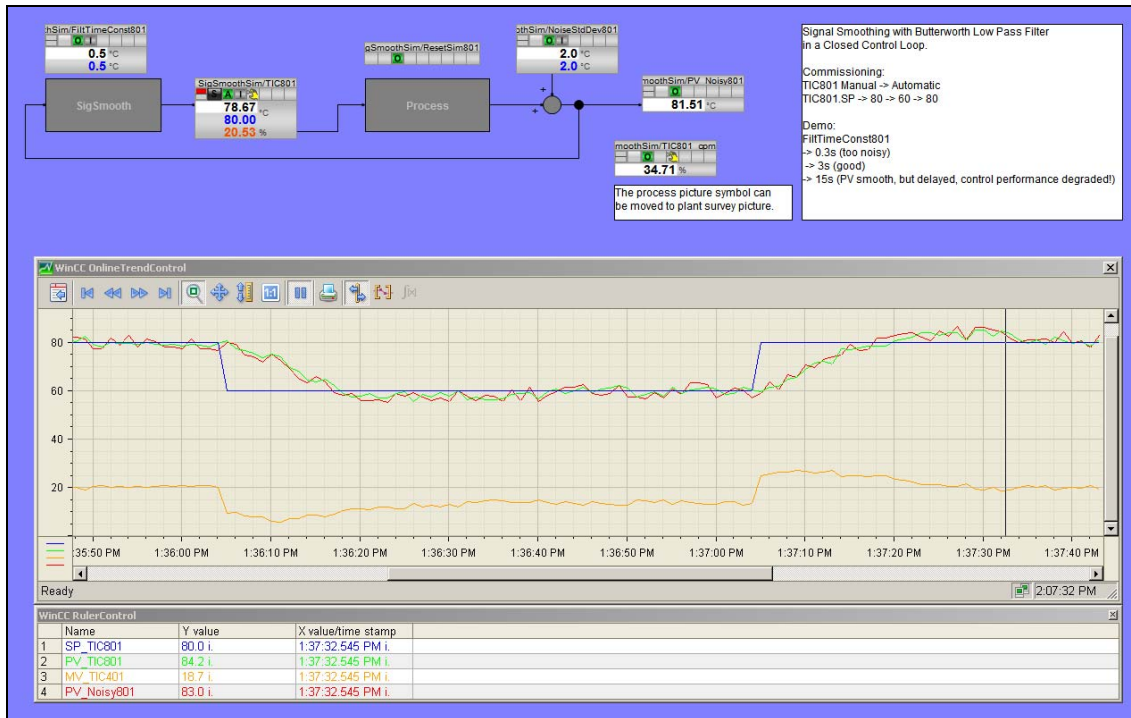 hSim/FiltTimeConst801
O I
0.5 °C
0.5 °C
SigSmooth
SigSmoothSim/TIC801
S A I
78.67 °C
80.00
20.53 %
gSmoothSim/ResetSim801
O
Process
othSim/NoiseStdDev801
O I
2.0 °C
2.0 °C
+
+
moothSim/PV_Noisy801
O
81.51 °C
moothSim/TIC801_cpm
O
34.71 %
The process picture symbol can
be moved to plant survey picture.
Signal Smoothing with Butterworth Low Pass Filter
in a Closed Control Loop.
Commissioning:
TIC801 Manual -> Automatic
TIC801.SP -> 80 -> 60 -> 80
Demo:
FiltTimeConst801
-> 0.3s (too noisy)
-> 3s (good)
-> 15s (PV smooth, but delayed, control performance degraded!)
WinCC OnlineTrendControl
1:1 f(x)
80
60
40
20
:35:50 PM 1:36:00 PM 1:36:10 PM 1:36:20 PM 1:36:30 PM 1:36:40 PM 1:36:50 PM 1:37:00 PM 1:37:10 PM 1:37:20 PM 1:37:30 PM 1:37:40 PM
Ready 2:07:32 PM
WinCC RulerControl
Name Y value X value/time stamp
1 SP_TIC801 80.0 i. 1:37:32.545 PM i.
2 PV_TIC801 84.2 i. 1:37:32.545 PM i.
3 MV_TIC401 18.7 i. 1:37:32.545 PM i.
4 PV_Noisy801 83.0 i. 1:37:32.545 PM i.